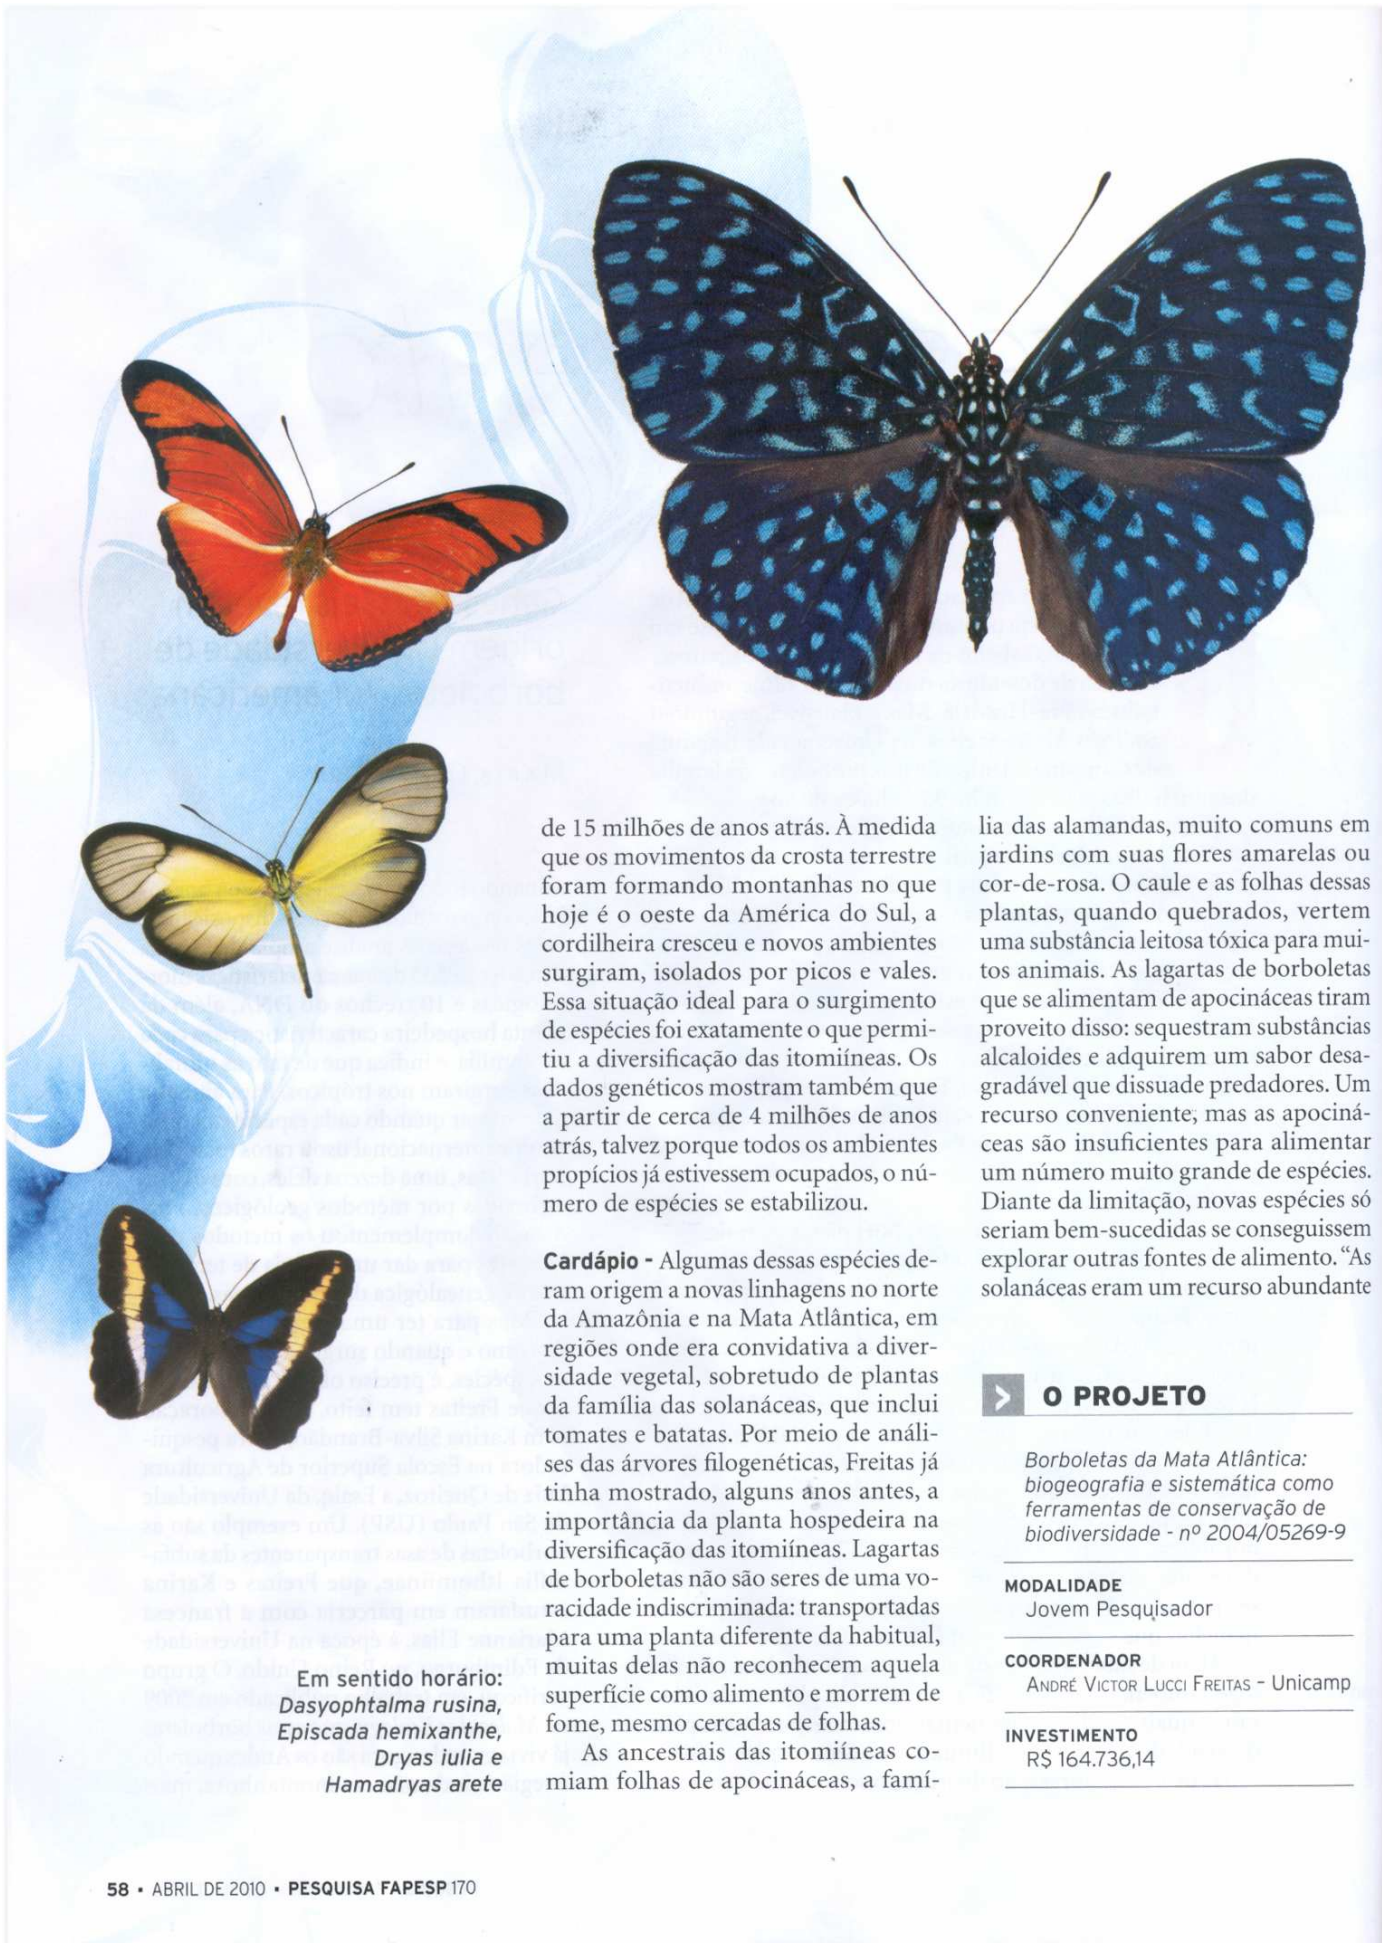 de 15 milhões de anos atrás. À medida
que os movimentos da crosta terrestre
foram formando montanhas no que
hoje é o oeste da América do Sul, a
cordilheira cresceu e novos ambientes
surgiram, isolados por picos e vales.
Essa situação ideal para o surgimento
de espécies foi exatamente o que permi-
tiu a diversificação das itomiíneas. Os
dados genéticos mostram também que
a partir de cerca de 4 milhões de anos
atrás, talvez porque todos os ambientes
propícios já estivessem ocupados, o nú-
mero de espécies se estabilizou.
Cardápio - Algumas dessas espécies de-
ram origem a novas linhagens no norte
da Amazônia e na Mata Atlântica, em
regiões onde era convidativa a diver-
sidade vegetal, sobretudo de plantas
da família das solanáceas, que inclui
tomates e batatas. Por meio de análi-
ses das árvores filogenéticas, Freitas já
tinha mostrado, alguns anos antes, a
importância da planta hospedeira na
diversificação das itomiíneas. Lagartas
de borboletas não são seres de uma vo-
racidade indiscriminada: transportadas
para uma planta diferente da habitual,
muitas delas não reconhecem aquela
superfície como alimento e morrem de
fome, mesmo cercadas de folhas.
As ancestrais das itomiíneas co-
miam folhas de apocináceas, a famí-
lia das alamandas, muito comuns em
jardins com suas flores amarelas ou
cor-de-rosa. O caule e as folhas dessas
plantas, quando quebrados, vertem
uma substância leitosa tóxica para mui-
tos animais. As lagartas de borboletas
que se alimentam de apocináceas tiram
proveito disso: sequestram substâncias
alcaloides e adquirem um sabor desa-
gradável que dissuade predadores. Um
recurso conveniente, mas as apociná-
ceas são insuficientes para alimentar
um número muito grande de espécies.
Diante da limitação, novas espécies só
seriam bem-sucedidas se conseguissem
explorar outras fontes de alimento. “As
solanáceas eram um recurso abundante
> O PROJETO
Borboletas da Mata Atlântica:
biogeografia e sistemática como
ferramentas de conservação de
biodiversidade - nº 2004/05269-9
MODALIDADE
Jovem Pesquisador
COORDENADOR
ANDRÉ VICTOR LUCCI FREITAS - Unicamp
INVESTIMENTO
R$ 164.736,14
Em sentido horário:
Dasyophtalma rusina,
Episcada hemixanthe,
Dryas iulia e
Hamadryas arete
58 ▪ ABRIL DE 2010 ▪ PESQUISA FAPESP 170